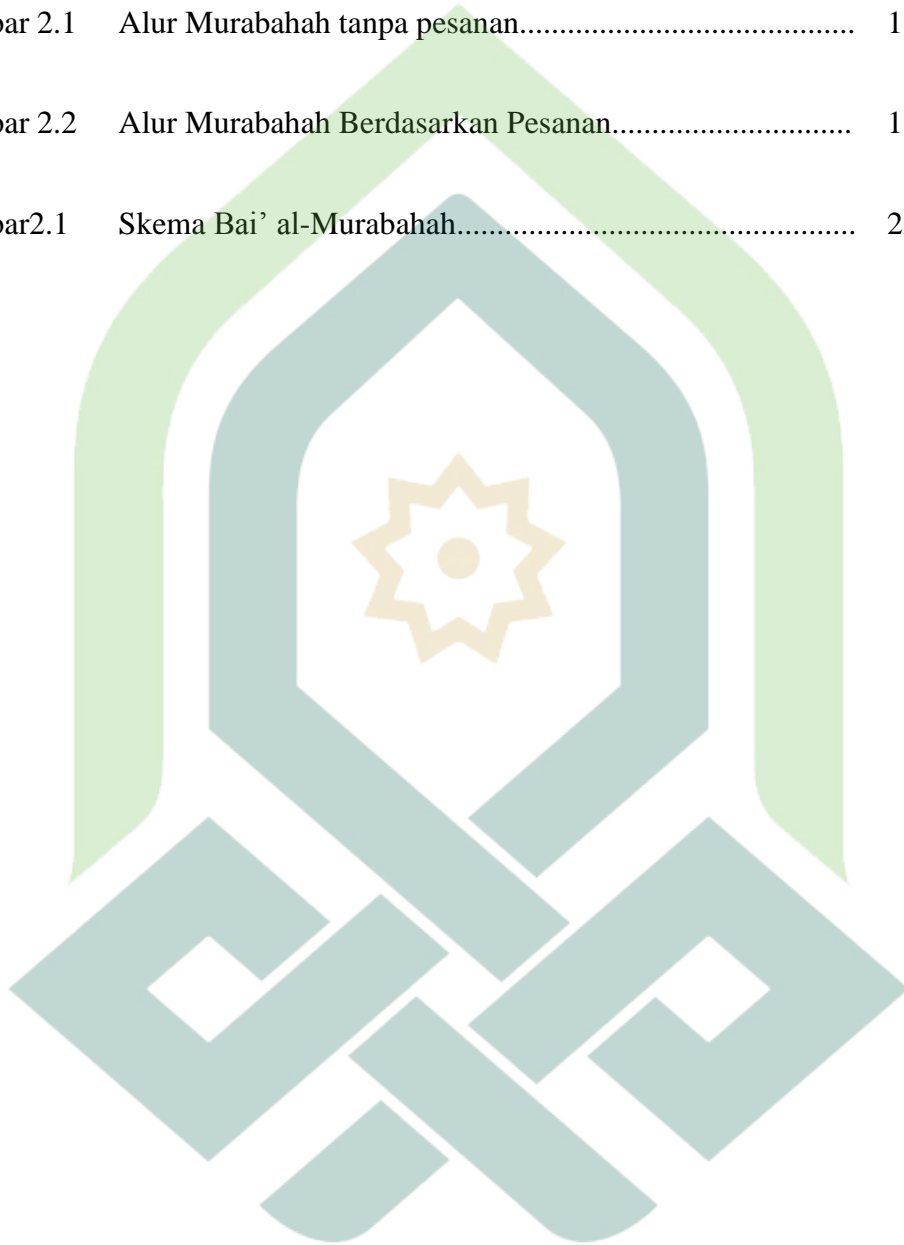 bar 2.1 Alur Murabahah tanpa pesanan.......................................... 1
bar 2.2 Alur Murabahah Berdasarkan Pesanan.............................. 1
bar2.1 Skema Bai’ al-Murabahah.................................................. 2